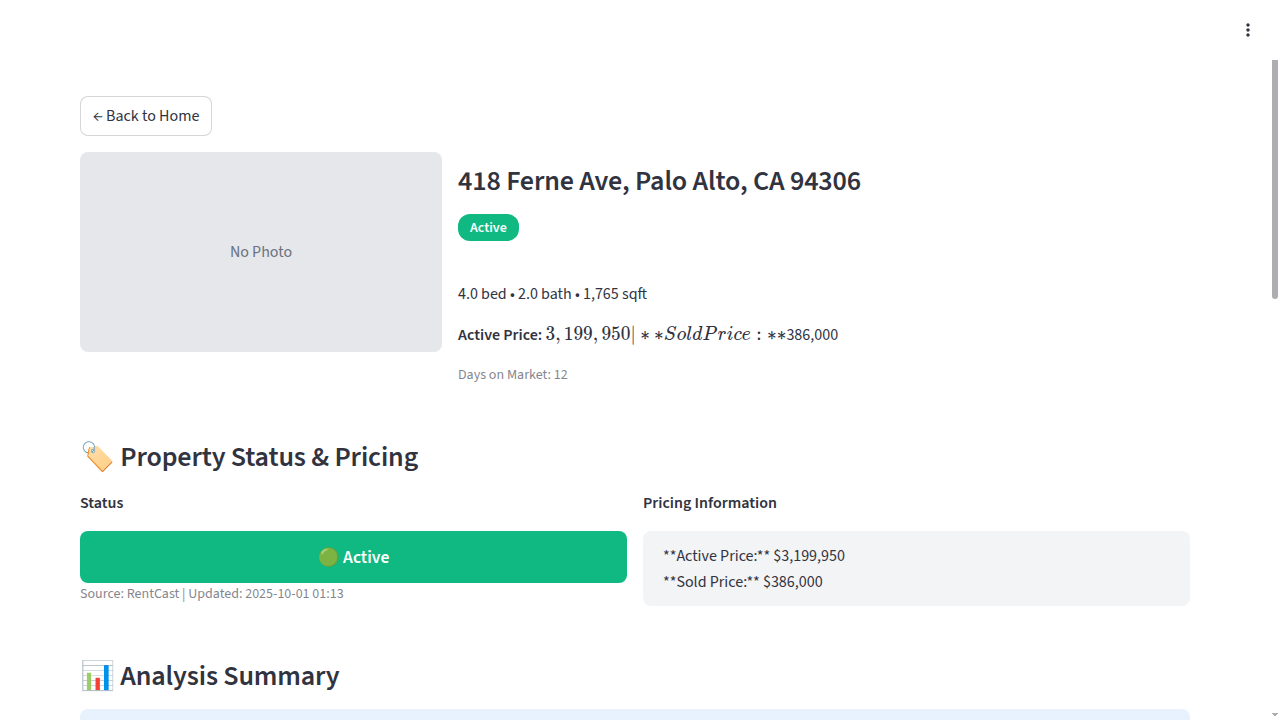 ← Back to Home
No Photo
418 Ferne Ave, Palo Alto, CA 94306
Active
4.0 bed • 2.0 bath • 1,765 sqft
Active Price: 3,199,950| ∗ ∗SoldPrice : ∗∗386,000
Days on Market: 12
🏷️ Property Status & Pricing
Status
Pricing Information
🟢 Active
**Active Price:** $3,199,950
**Sold Price:** $386,000
Source: RentCast | Updated: 2025-10-01 01:13
📊 Analysis Summary